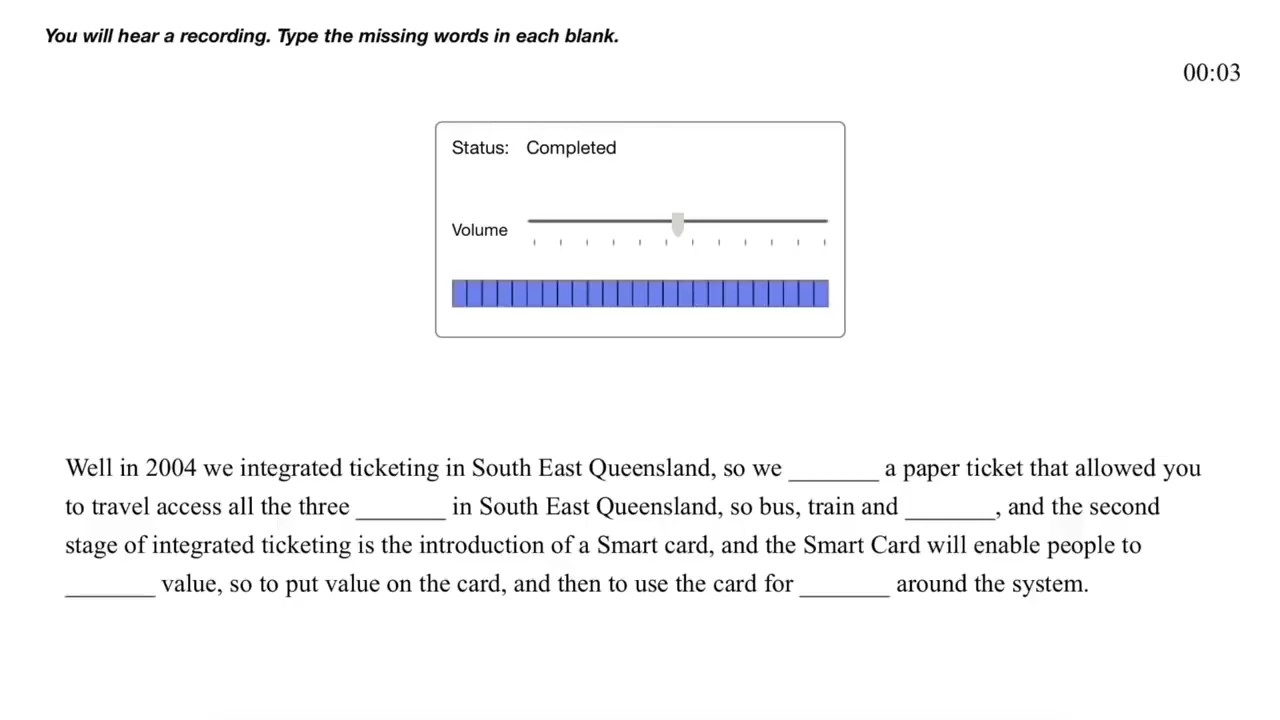 You will hear a recording. Type the missing words in each blank.
00:03
Status: Completed
Volume
Well in 2004 we integrated ticketing in South East Queensland, so we _______ a paper ticket that allowed you
to travel access all the three _______ in South East Queensland, so bus, train and _______, and the second
stage of integrated ticketing is the introduction of a Smart card, and the Smart Card will enable people to
_______ value, so to put value on the card, and then to use the card for _______ around the system.